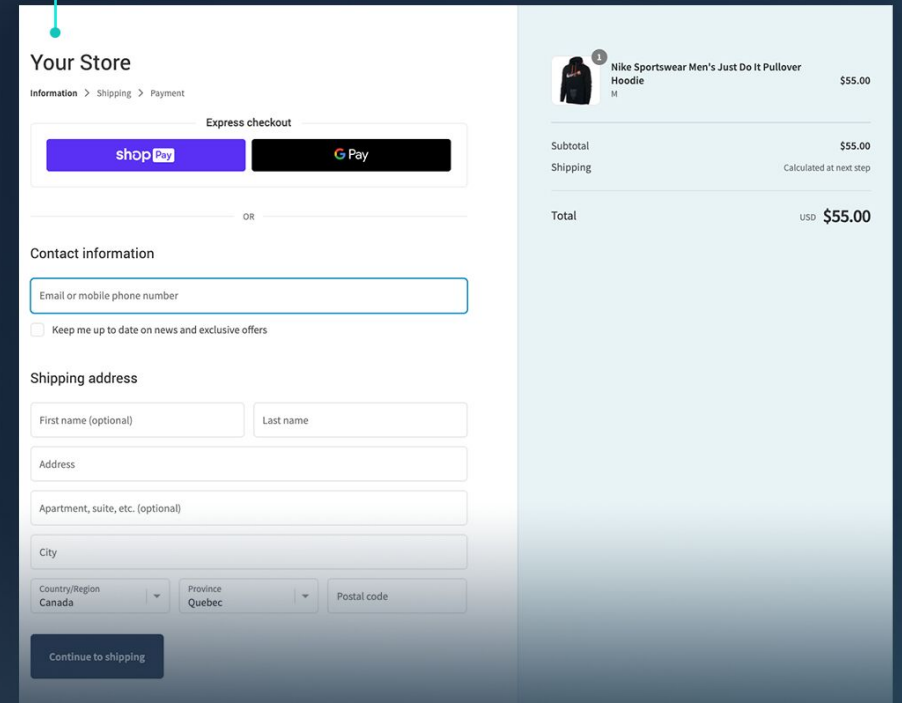 Your Store
Information > Shipping > Payment
Express checkout
shop Pay
G Pay
OR
Contact information
Email or mobile phone number
Keep me up to date on news and exclusive offers
Shipping address
First name (optional)
Last name
Address
Apartment, suite, etc. (optional)
City
Country/Region
Canada
Province
Quebec
Postal code
Continue to shipping
1
Nike Sportswear Men's Just Do It Pullover
Hoodie
$55.00
M
Subtotal
$55.00
Shipping
Calculated at next step
Total
USD $55.00